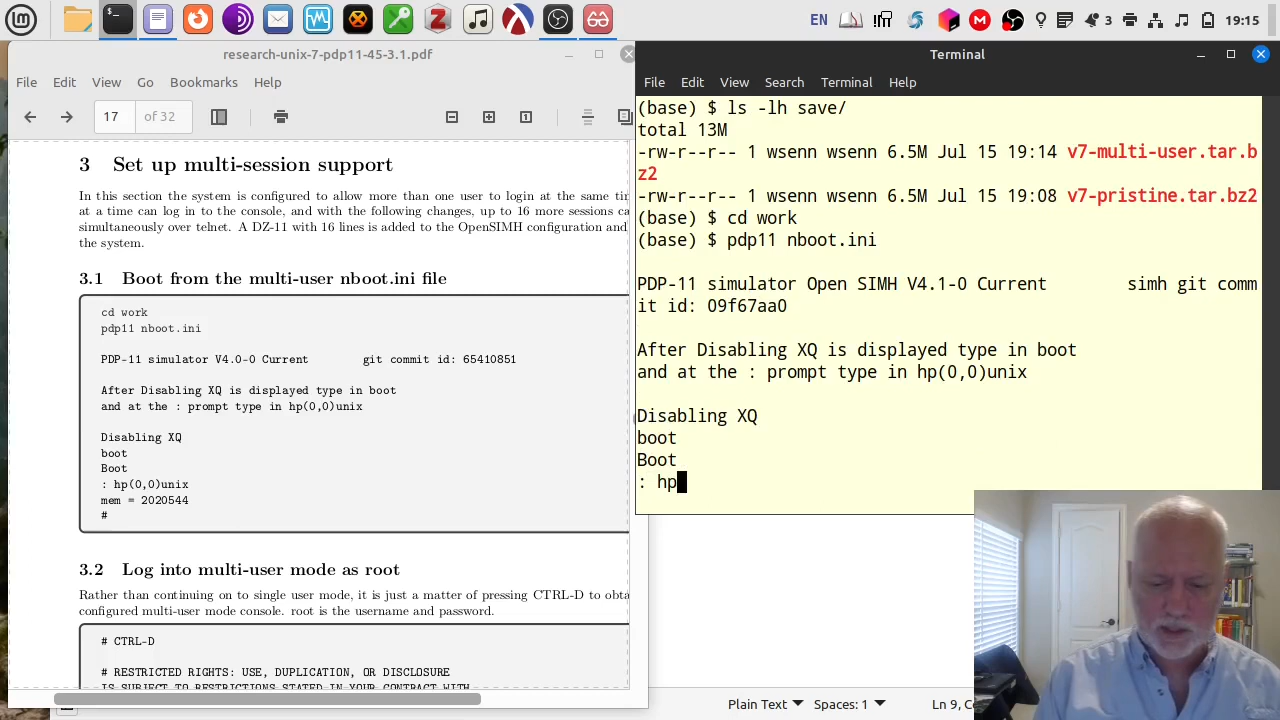 EN
3
19:15
research-unix-7-pdp11-45-3.1.pdf
File Edit View Go Bookmarks Help
17 of 32
3 Set up multi-session support
In this section the system is configured to allow more than one user to login at the same
at a time can log in to the console, and with the following changes, up to 16 more sessions
simultaneously over telnet. A DZ-11 with 16 lines is added to the OpenSIMH configuration and
the system.
3.1 Boot from the multi-user nboot.ini file
cd work
pdp11 nboot.ini
PDP-11 simulator V4.0-0 Current git commit id: 65410851
After Disabling XQ is displayed type in boot
and at the : prompt type in hp(0,0)unix
Disabling XQ
boot
Boot
: hp(0,0)unix
mem = 2020544
#
3.2 Log into multi-user mode as root
Rather than continuing on to single user mode, it is just a matter of pressing CTRL-D to
configured multi-user mode console. root is the username and password.
# CTRL-D
# RESTRICTED RIGHTS: USE, DUPLICATION, OR DISCLOSURE
IS SUBJECT TO RESTRICTIONS STATED IN YOUR CONTRACT WITH
Terminal
File Edit View Search Terminal Help
(base) $ ls -lh save/
total 13M
-rw-r--r-- 1 wsenn wsenn 6.5M Jul 15 19:14 v7-multi-user.tar.b
z2
-rw-r--r-- 1 wsenn wsenn 6.5M Jul 15 19:08 v7-pristine.tar.bz2
(base) $ cd work
(base) $ pdp11 nboot.ini
PDP-11 simulator Open SIMH V4.1-0 Current simh git comm
it id: 09f67aa0
After Disabling XQ is displayed type in boot
and at the : prompt type in hp(0,0)unix
Disabling XQ
boot
Boot
: hp
Plain Text Spaces: 1 Ln 9, C